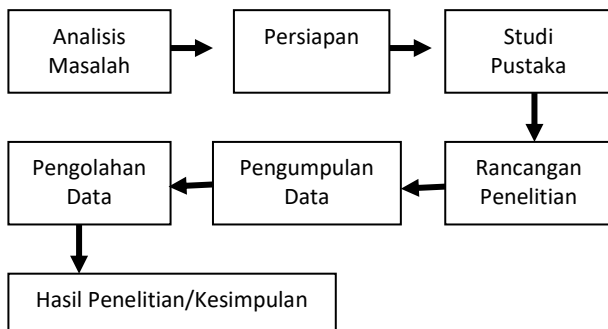 Analisis
Masalah
Persiapan
Studi
Pustaka
Rancangan
Penelitian
Pengumpulan
Data
Pengolahan
Data
Hasil Penelitian/Kesimpulan